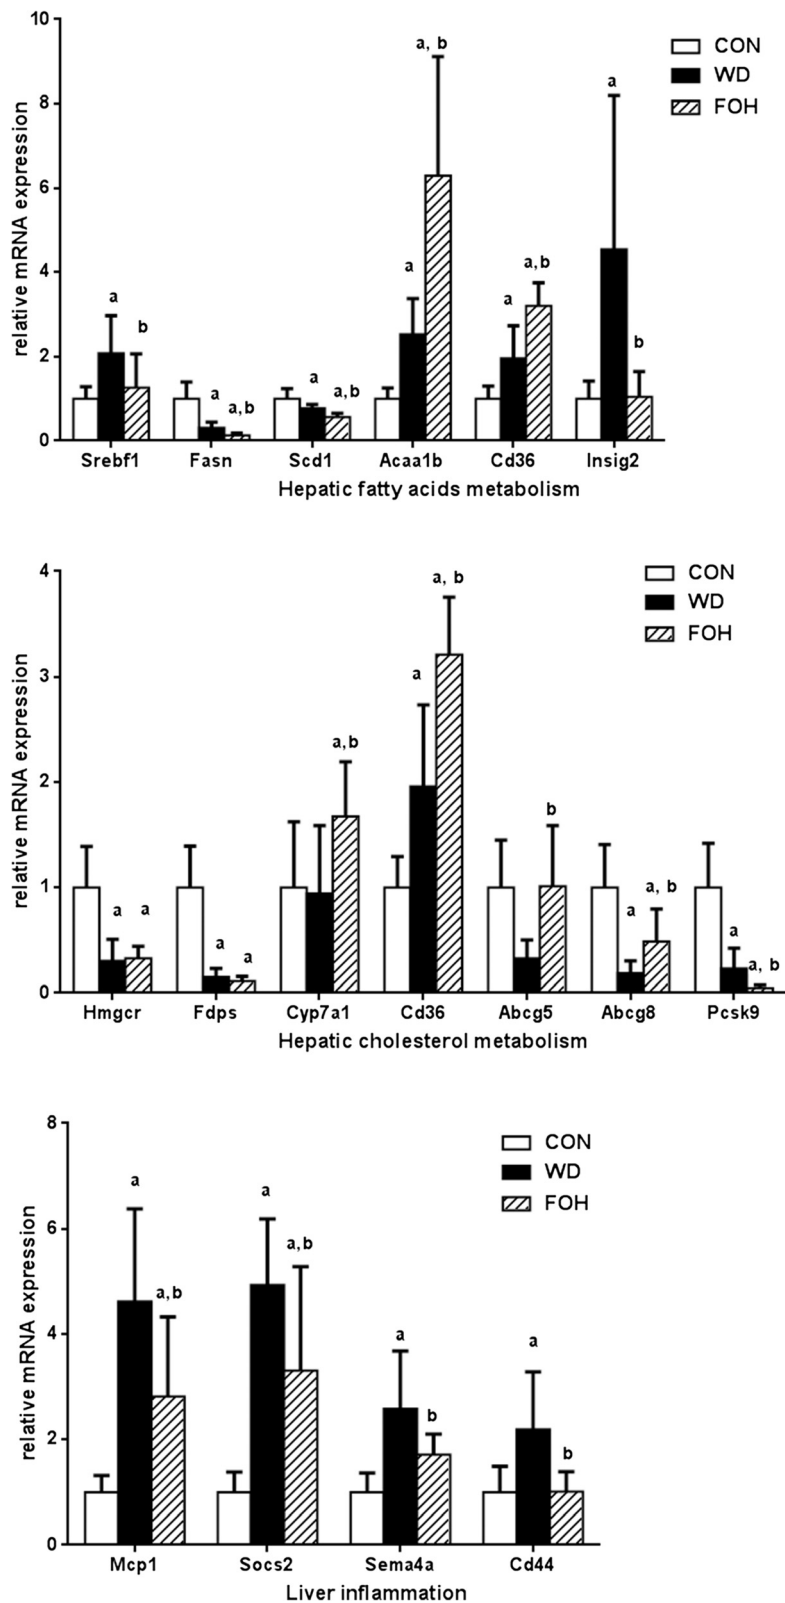 10
8
6
4
2
0
relative mRNA expression
CON
WD
FOH
a
b
a
a,b
a
a,b
a
a, b
a
a,b
a
b
Srebf1 Fasn Scd1 Acaa1b Cd36 Insig2
Hepatic fatty acids metabolism
4
3
2
1
0
relative mRNA expression
CON
WD
FOH
a
a
a
a
a,b
a
a, b
b
a
a, b
a
a, b
Hmgcr Fdps Cyp7a1 Cd36 Abcg5 Abcg8 Pcsk9
Hepatic cholesterol metabolism
8
6
4
2
0
relative mRNA expression
CON
WD
FOH
a
a,b
a
a,b
a
b
a
b
Mcp1 Socs2 Sema4a Cd44
Liver inflammation